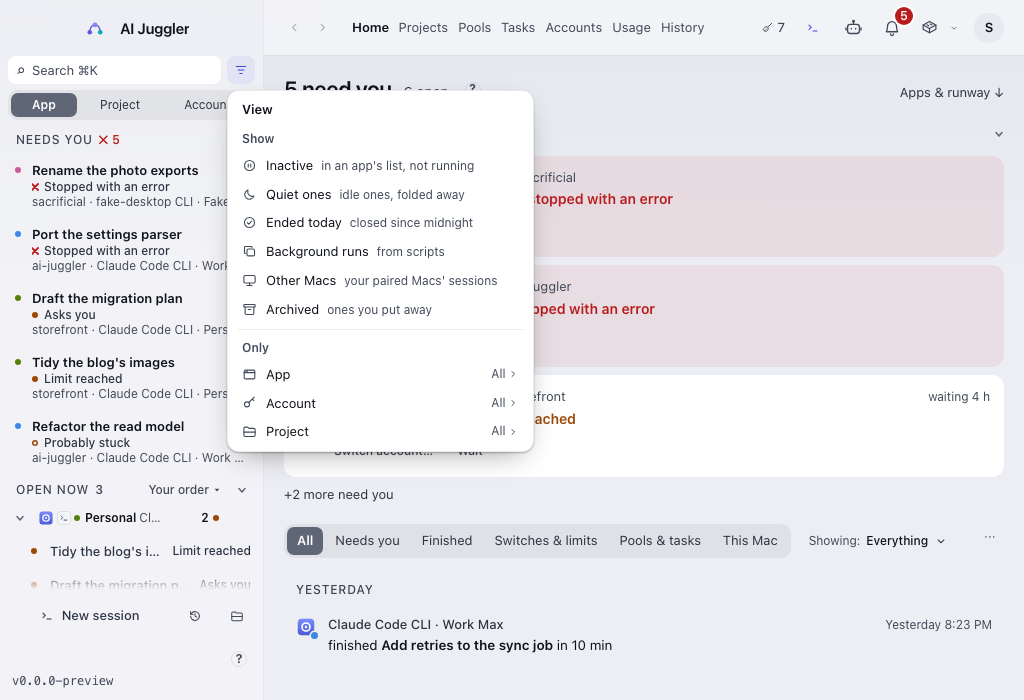 AI Juggler
Home Projects Pools Tasks Accounts Usage History
7
5
S
Search ⌘K
App Project Accoun
NEEDS YOU 5
Rename the photo exports
Stopped with an error
sacrificial · fake-desktop CLI · Fake
Port the settings parser
Stopped with an error
ai-juggler · Claude Code CLI · Work
Draft the migration plan
Asks you
storefront · Claude Code CLI · Pers
Tidy the blog's images
Limit reached
storefront · Claude Code CLI · Pers
Refactor the read model
Probably stuck
ai-juggler · Claude Code CLI · Work ...
OPEN NOW 3 Your order
Personal Cl... 2
Tidy the blog's i... Limit reached
Draft the migration p... Asks you
New session
?
v0.0.0-preview
5 need you 6 open ?
Apps & runway ↓
View
Show
Inactive in an app's list, not running
Quiet ones idle ones, folded away
Ended today closed since midnight
Background runs from scripts
Other Macs your paired Macs' sessions
Archived ones you put away
Only
App All ›
Account All ›
Project All ›
crificial
stopped with an error
uggler
pped with an error
efront waiting 4 h
ached
Switch account... Wait
+2 more need you
All Needs you Finished Switches & limits Pools & tasks This Mac Showing: Everything ...
YESTERDAY
Claude Code CLI · Work Max Yesterday 8:23 PM
finished Add retries to the sync job in 10 min